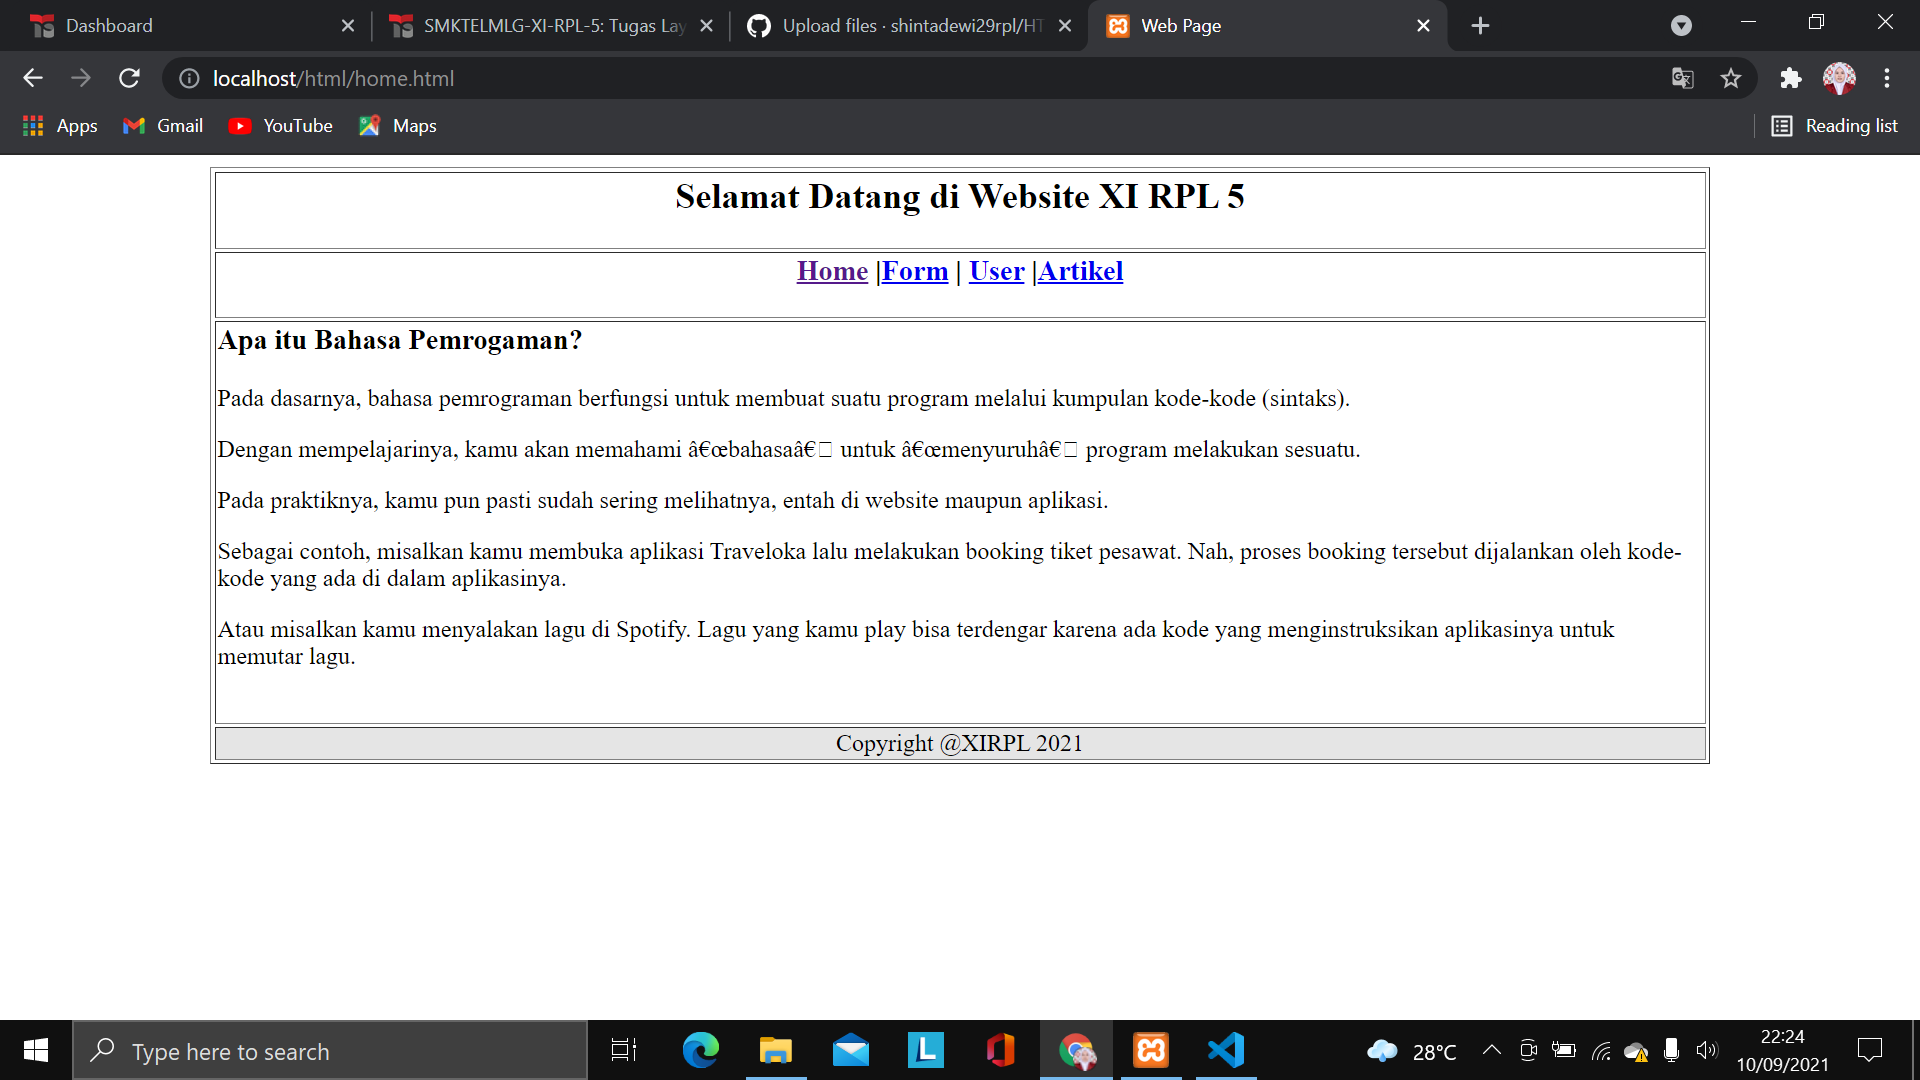 Dashboard
SMKTELMLG-XI-RPL-5: Tugas Lay
Upload files · shintadewi29rpl/HT
Web Page
localhost/html/home.html
Apps
Gmail
YouTube
Maps
Reading list
Selamat Datang di Website XI RPL 5
Home |Form | User |Artikel
Apa itu Bahasa Pemrogaman?
Pada dasarnya, bahasa pemrograman berfungsi untuk membuat suatu program melalui kumpulan kode-kode (sintaks).
Dengan mempelajarinya, kamu akan memahami â€œbahasaâ€□ untuk â€œmenyuruhâ€□ program melakukan sesuatu.
Pada praktiknya, kamu pun pasti sudah sering melihatnya, entah di website maupun aplikasi.
Sebagai contoh, misalkan kamu membuka aplikasi Traveloka lalu melakukan booking tiket pesawat. Nah, proses booking tersebut dijalankan oleh kode-
kode yang ada di dalam aplikasinya.
Atau misalkan kamu menyalakan lagu di Spotify. Lagu yang kamu play bisa terdengar karena ada kode yang menginstruksikan aplikasinya untuk
memutar lagu.
Copyright @XIRPL 2021
Type here to search
L
28°C
22:24
10/09/2021